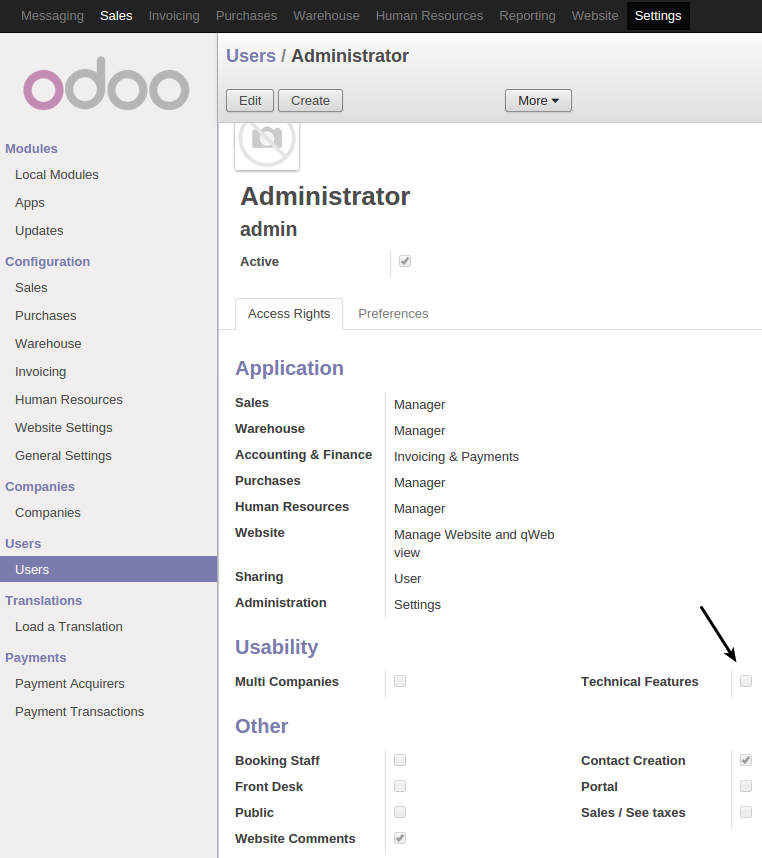 Messaging Sales Invoicing Purchases Warehouse Human Resources Reporting Website Settings
odoo
Modules
Local Modules
Apps
Updates
Configuration
Sales
Purchases
Warehouse
Invoicing
Human Resources
Website Settings
General Settings
Companies
Companies
Users
Users
Translations
Load a Translation
Payments
Payment Acquirers
Payment Transactions
Users / Administrator
Edit Create More
Administrator
admin
Active
Access Rights Preferences
Application
Sales Manager
Warehouse Manager
Accounting & Finance Invoicing & Payments
Purchases Manager
Human Resources Manager
Website Manage Website and qWeb
view
Sharing User
Administration Settings
Usability
Multi Companies Technical Features
Other
Booking Staff Contact Creation
Front Desk Portal
Public Sales / See taxes
Website Comments